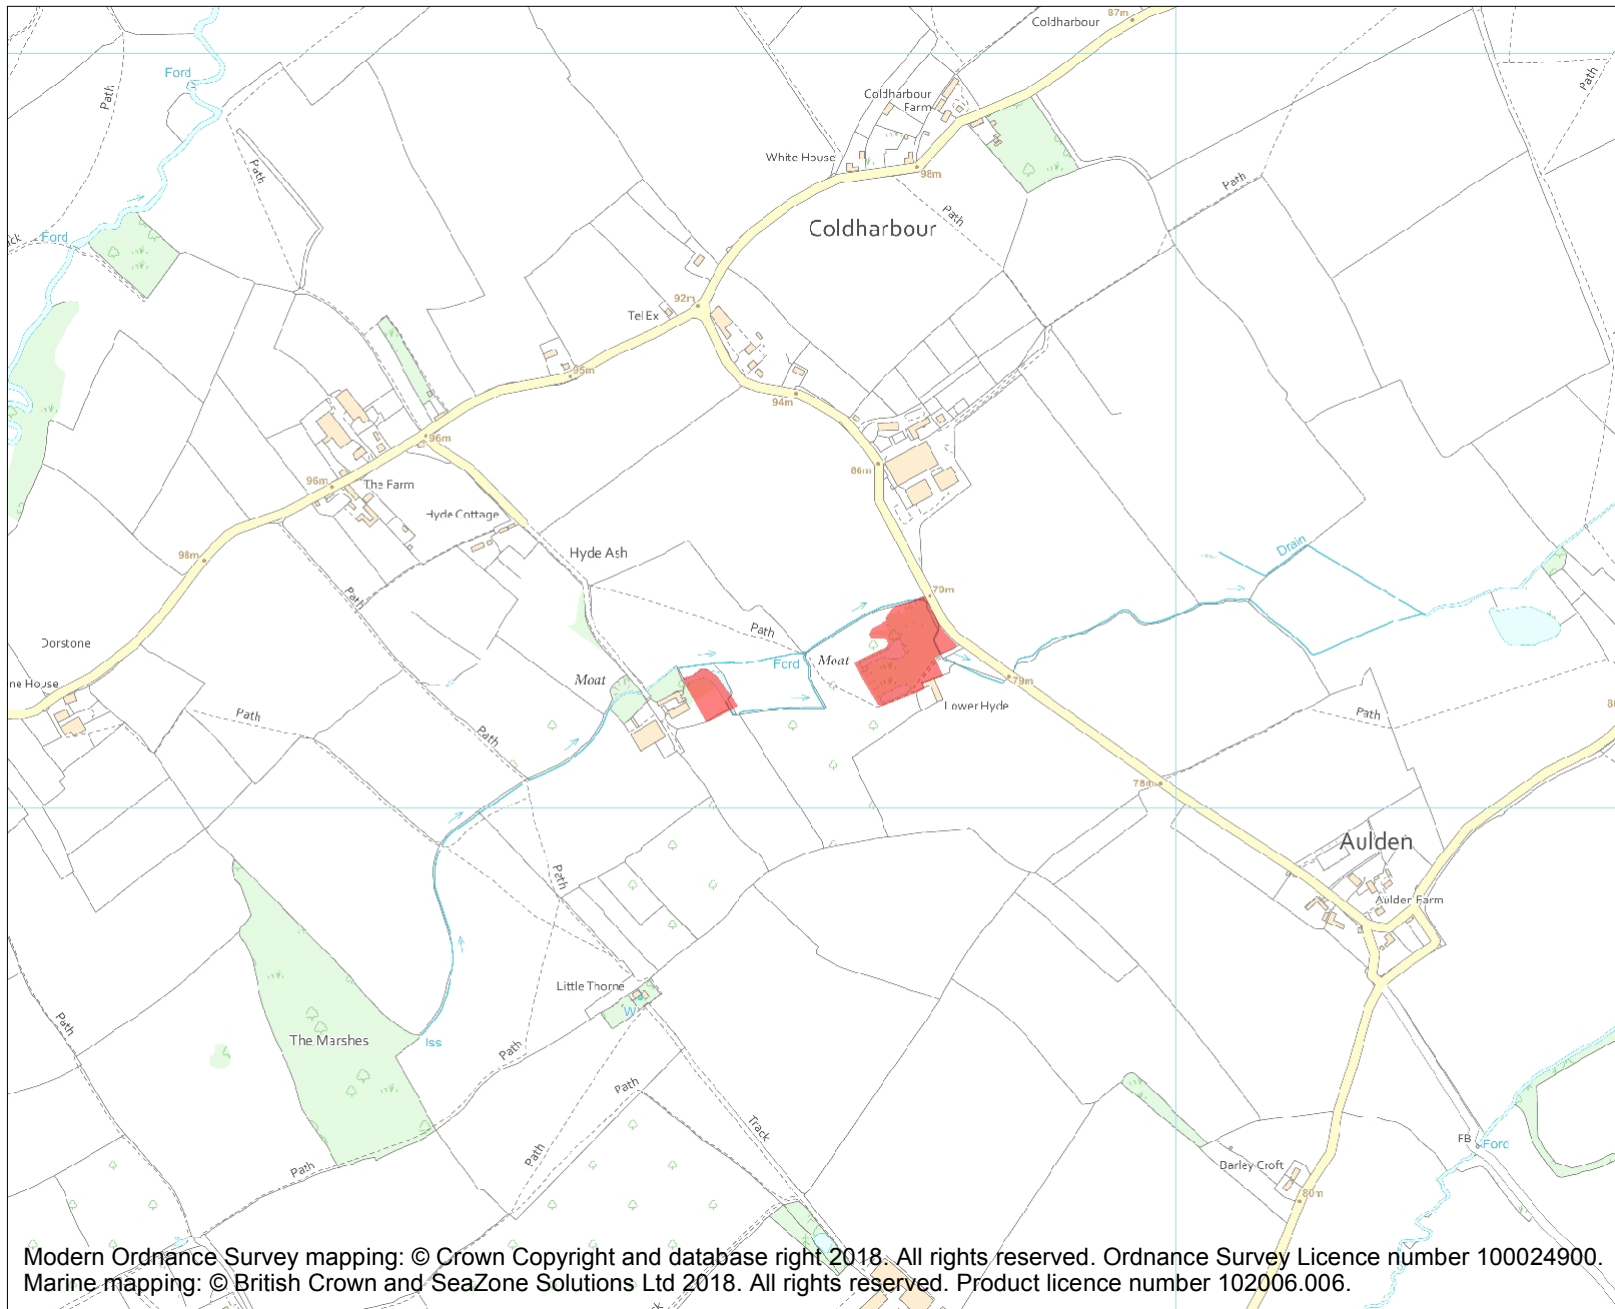 87m
Coldharbour
Ford
Path
Path
Coldharbour
Farm
Path
White House
98m
Path
Path
Path
Coldharbour
Ford
92m
Tel Ex
95m
94m
96m
86m
96m
The Farm
Hyde Cottage
98m
Hyde Ash
Drain
Path
79m
Path
Dorstone
Ford
Moat
Moat
79m
Lower Hyde
Path
Path
Path
78m
Aulden
Path
Aulden Farm
Little Thorne
W
Path
The Marshes
Iss
Path
Path
Track
Path
FB
Ford
Path
Barley Croft
80m
Modern Ordnance Survey mapping: © Crown Copyright and database right 2018. All rights reserved. Ordnance Survey Licence number 100024900.
Marine mapping: © British Crown and SeaZone Solutions Ltd 2018. All rights reserved. Product licence number 102006.006.